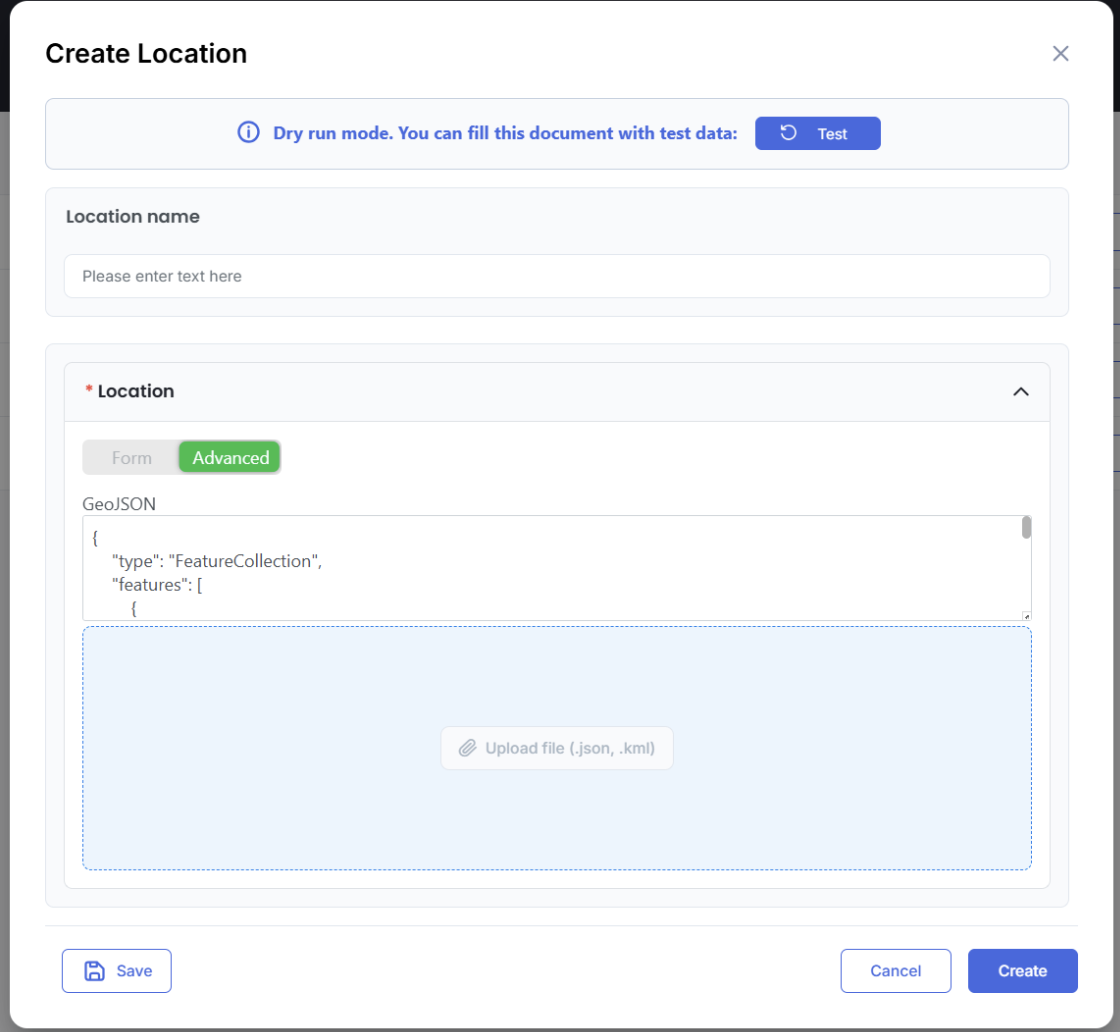 Create Location
Dry run mode. You can fill this document with test data:
Test
Location name
Please enter text here
* Location
Form
Advanced
GeoJSON
{
"type": "FeatureCollection",
"features": [
{
Upload file (.json, .kml)
Save
Cancel
Create